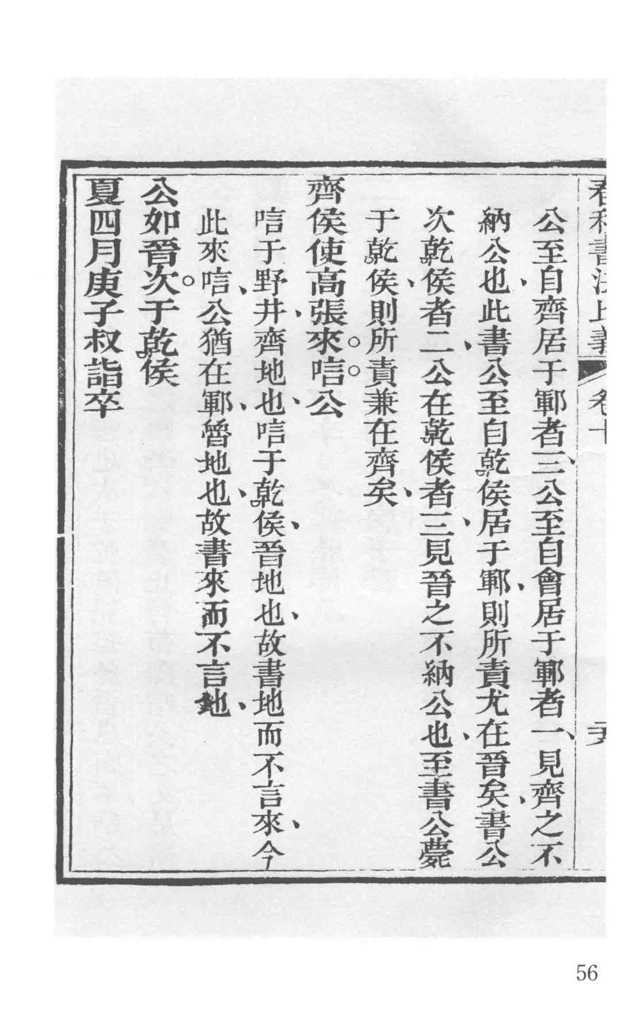 春秋書法比義 卷十
公至自齊居于鄆者三公至自會居于鄆者一見齊之不
納公也此書公至自乾侯居于鄆則所責尤在晉矣書公
次乾侯者二公在乾侯者三見晉之不納公也至書公薨
于乾侯則所責兼在齊矣
齊侯使高張來唁公
唁于野井齊地也唁于乾侯晉地也故書地而不言來今
此來唁公猶在鄆魯地也故書來而不言地
公如晉次于乾侯
夏四月庚子叔詣卒
56